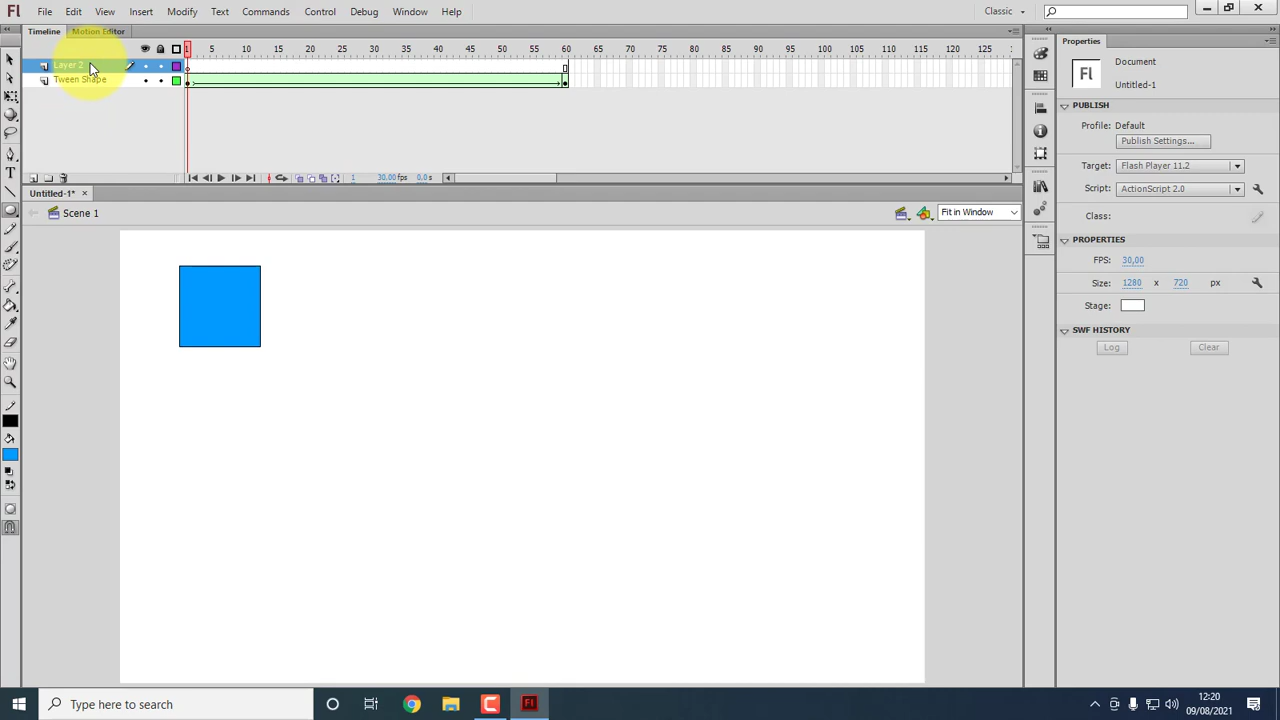 Fl File Edit View Insert Modify Text Commands Control Debug Window Help Classic
Timeline Motion Editor
1 5 10 15 20 25 30 35 40 45 50 55 60 65 70 75 80 85 90 95 100 105 110 115 120 125
Layer 2
Tween Shape
1 30,00 fps 0,0 s
Untitled-1* ×
Scene 1
Fit in Window
Properties
Fl
Document
Untitled-1
PUBLISH
Profile: Default
Publish Settings...
Target: Flash Player 11.2
Script: ActionScript 2.0
Class:
PROPERTIES
FPS: 30,00
Size: 1280 x 720 px
Stage:
SWF HISTORY
Log Clear
Type here to search
Fl
12:20
09/08/2021